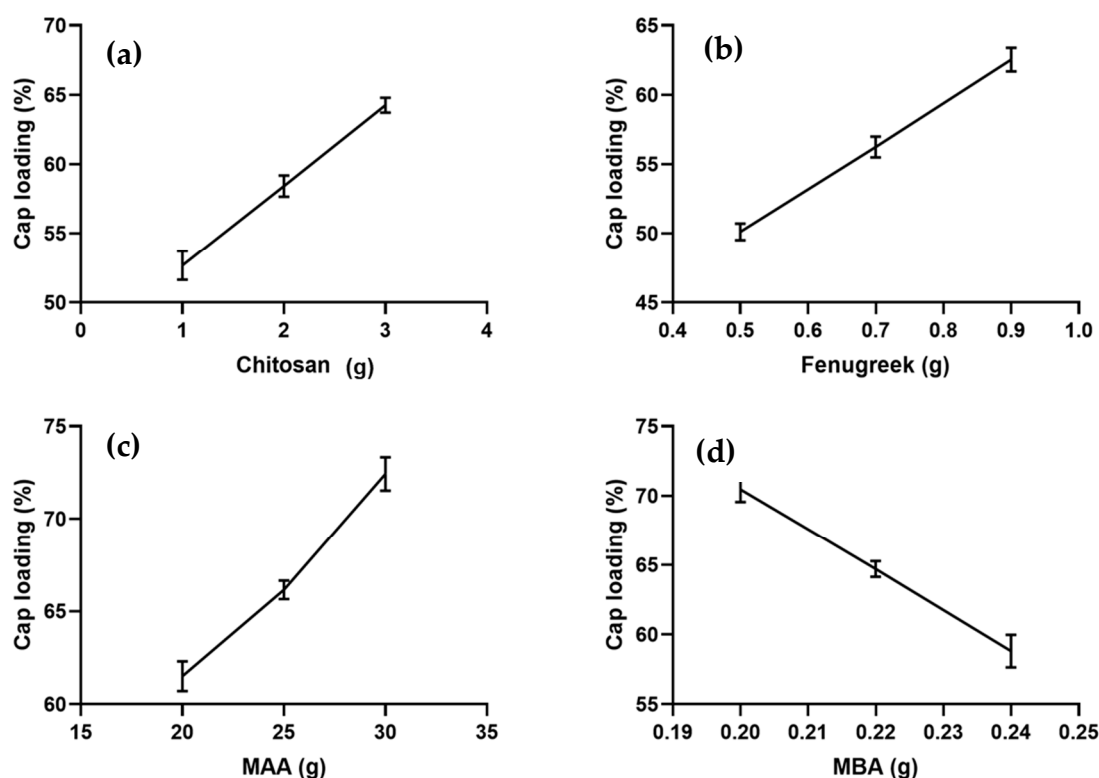 (a)
Cap loading (%)
70
65
60
55
50
0 1 2 3 4
Chitosan (g)
(b)
Cap loading (%)
65
60
55
50
45
0.4 0.5 0.6 0.7 0.8 0.9 1.0
Fenugreek (g)
(c)
Cap loading (%)
75
70
65
60
15 20 25 30 35
MAA (g)
(d)
Cap loading (%)
75
70
65
60
55
0.19 0.20 0.21 0.22 0.23 0.24 0.25
MBA (g)